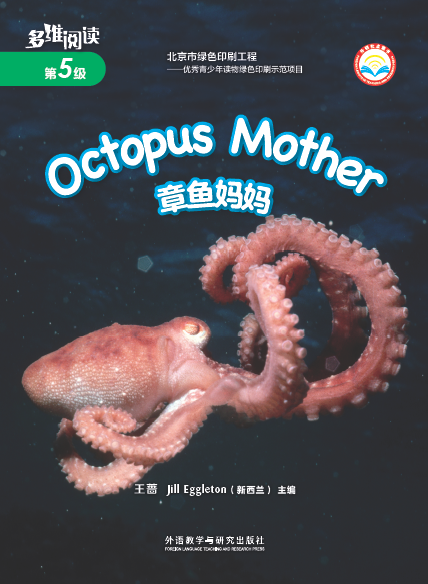 多维阅读
第5级
北京市绿色印刷工程
——优秀青少年读物绿色印刷示范项目
Octopus Mother
章鱼妈妈
王蔷 Jill Eggleton（新西兰）主编
外语教学与研究出版社
FOREIGN LANGUAGE TEACHING AND RESEARCH PRESS